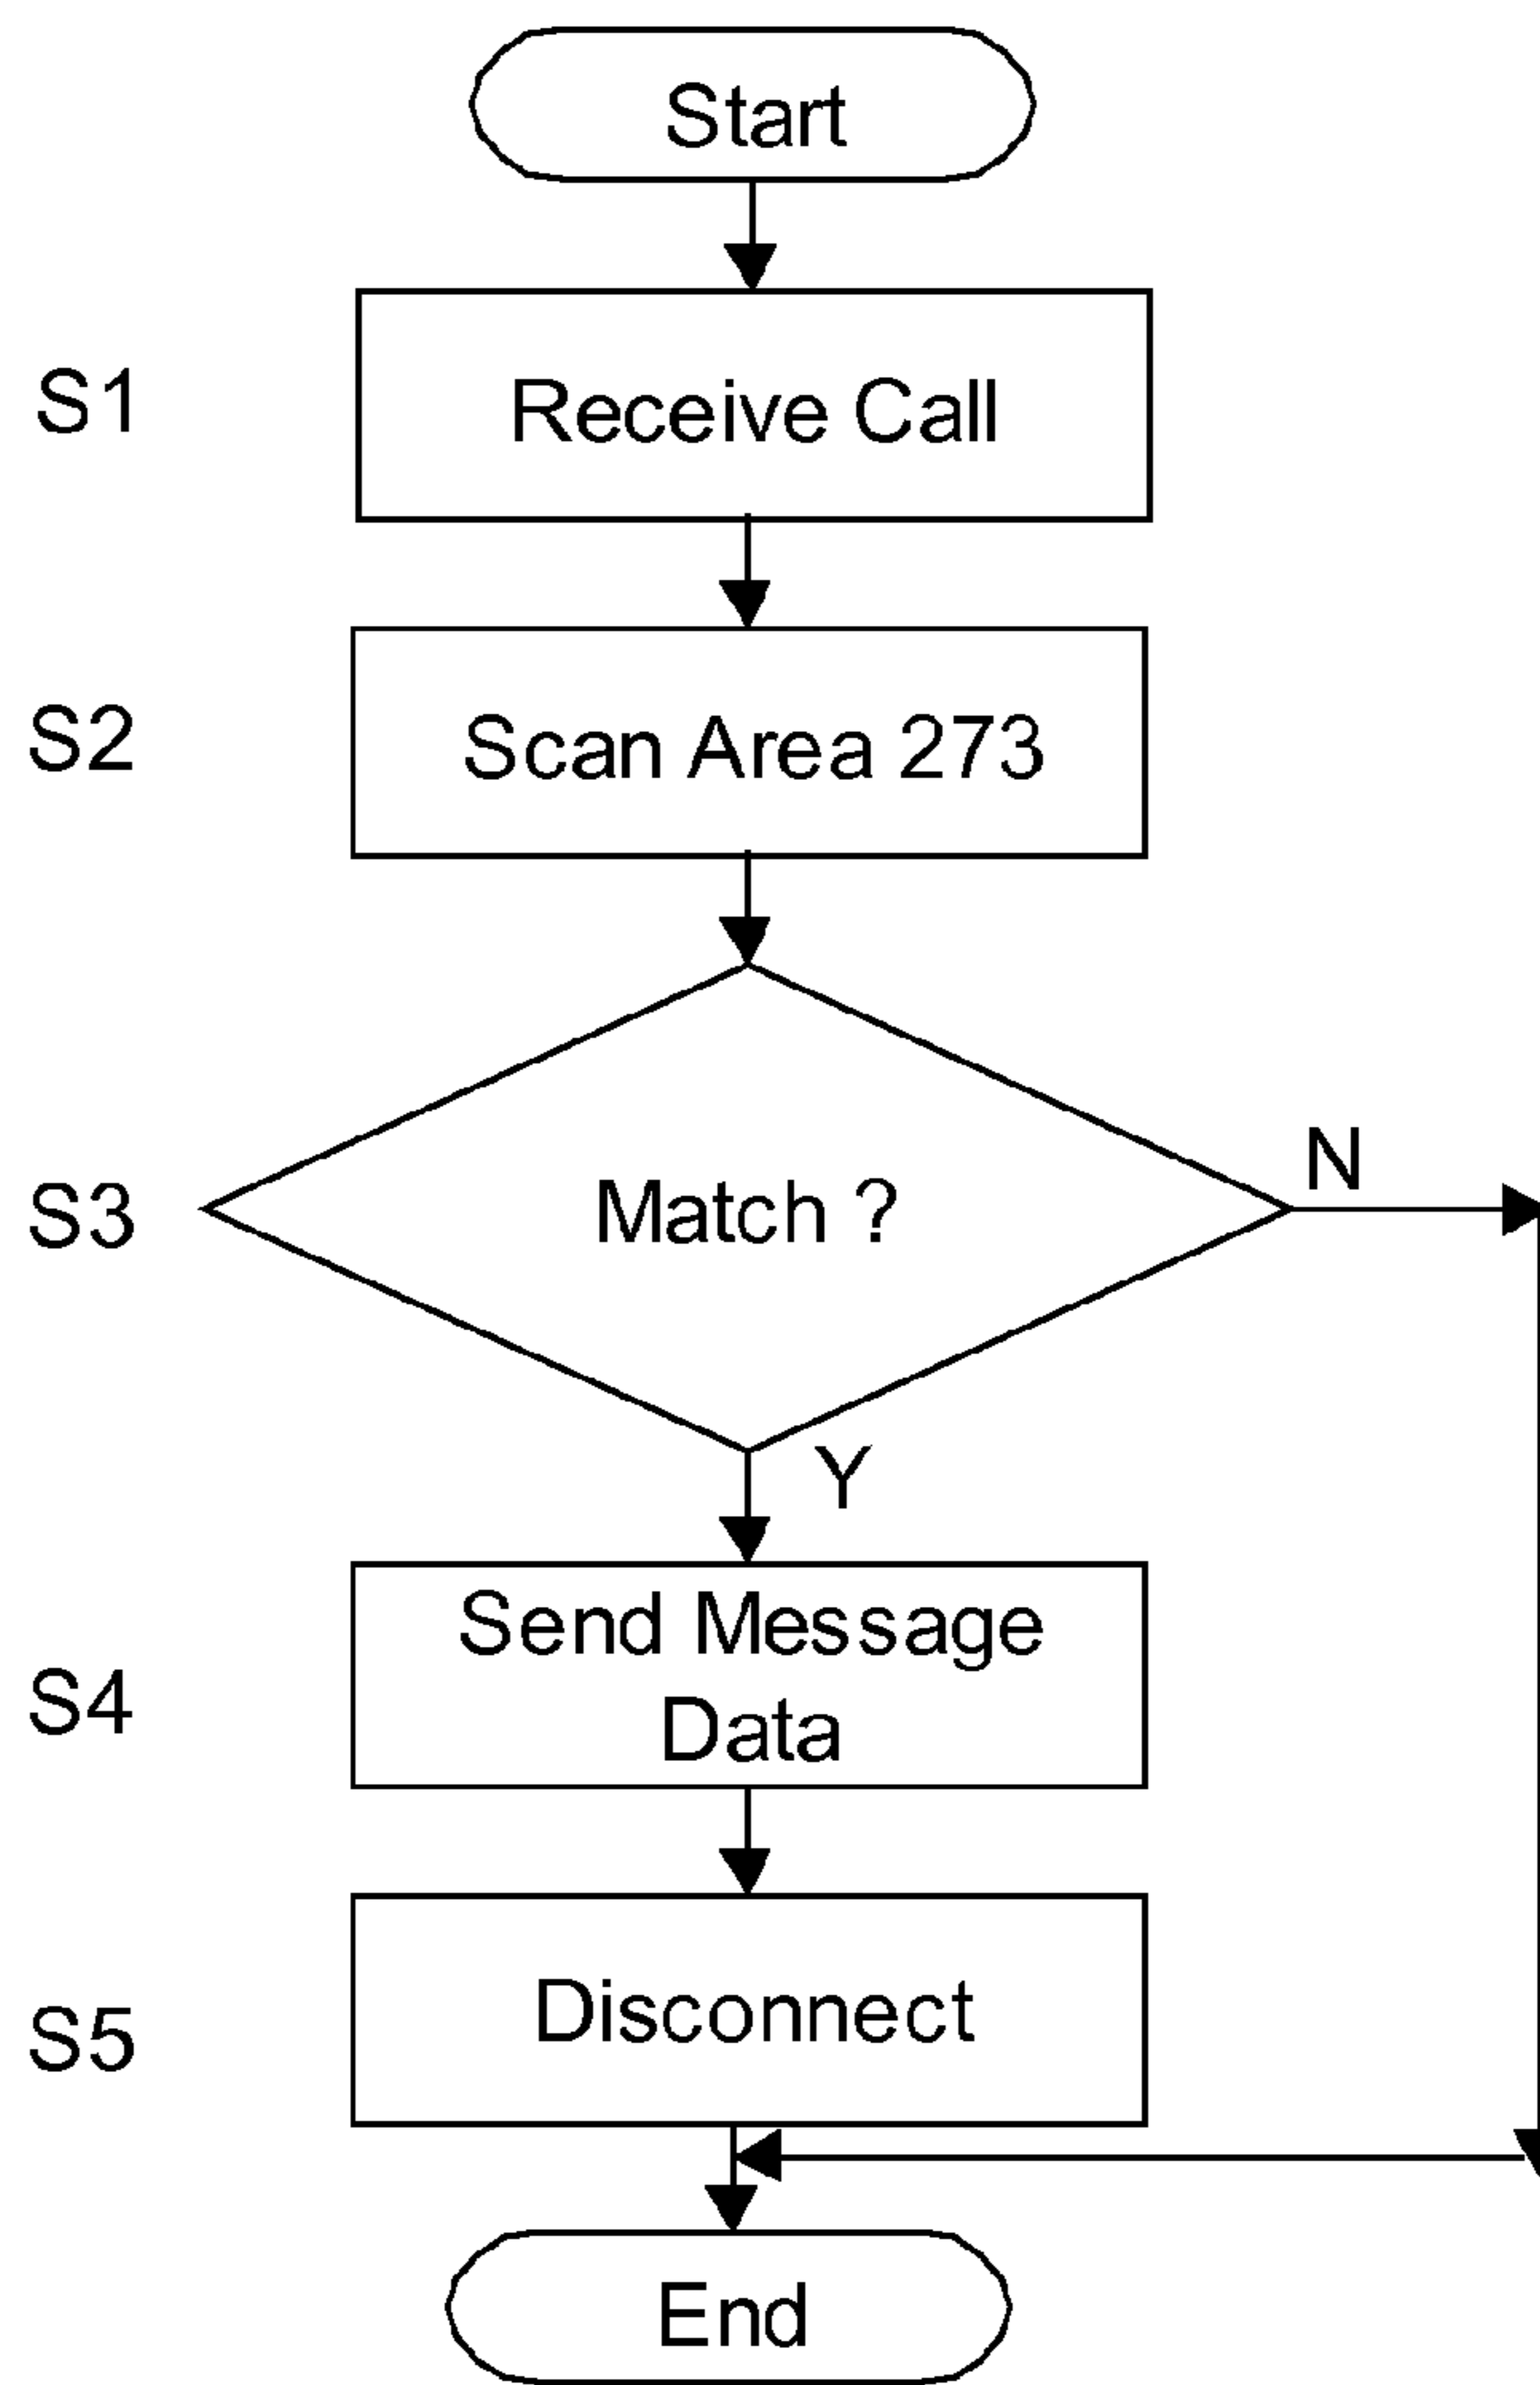 Start
S1
Receive Call
S2
Scan Area 273
S3
Match ?
N
Y
S4
Send Message
Data
S5
Disconnect
End